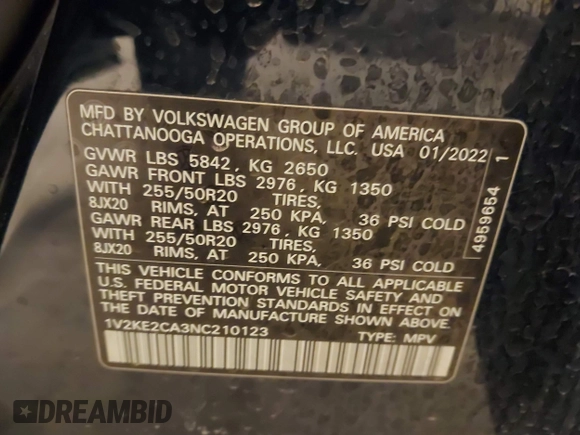 MFD BY VOLKSWAGEN GROUP OF AMERICA
CHATTANOOGA OPERATIONS, LLC. USA 01/2022
GVWR LBS 5842, KG 2650
GAWR FRONT LBS 2976, KG 1350
WITH 255/50R20 TIRES,
8JX20 RIMS, AT 250 KPA, 36 PSI COLD
GAWR REAR LBS 2976, KG 1350
WITH 255/50R20 TIRES,
8JX20 RIMS, AT 250 KPA, 36 PSI COLD
THIS VEHICLE CONFORMS TO ALL APPLICABLE
U.S. FEDERAL MOTOR VEHICLE SAFETY AND
THEFT PREVENTION STANDARDS IN EFFECT ON
THE DATE OF MANUFACTURE SHOWN ABOVE.
1V2KE2CA3NC210123 TYPE: MPV
4959654 1
DREAMBID